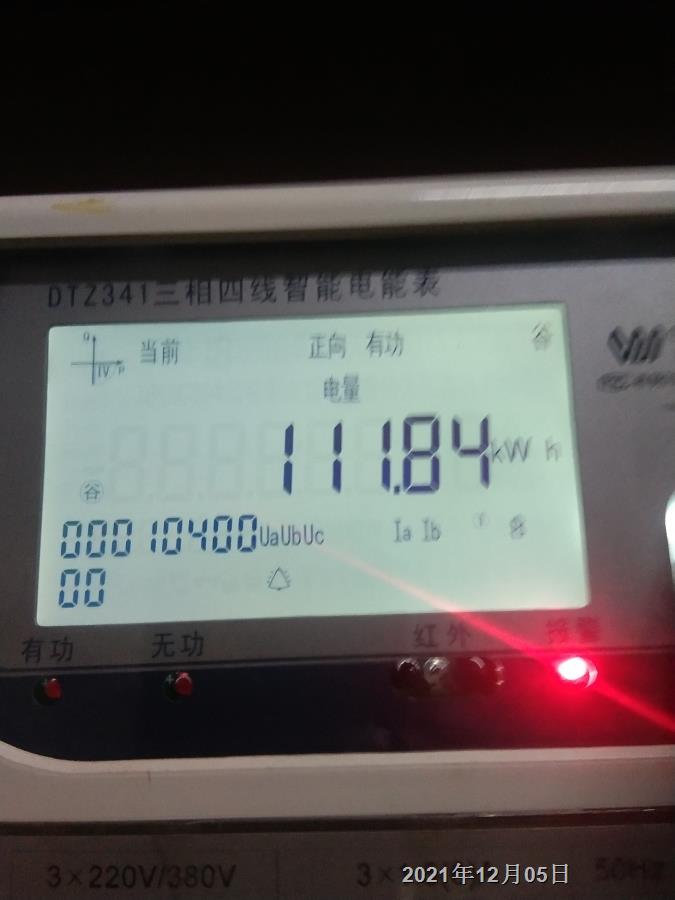 DTZ341三相四线智能电能表
当前 正向 有功 谷
电量
111.84 kWh
谷
00010400 UaUbUc Ia Ib
00
有功 无功 红外 报警
3×220V/380V 50Hz
2021年12月05日